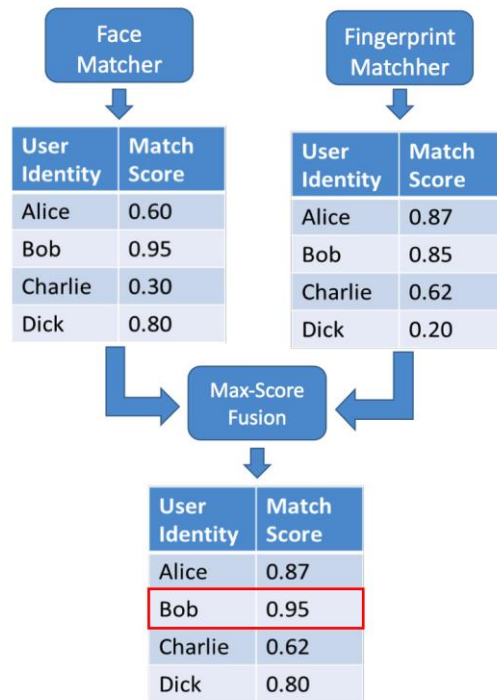 Face
Matcher
Fingerprint
Matchher
User Identity Match Score
Alice 0.60
Bob 0.95
Charlie 0.30
Dick 0.80
User Identity Match Score
Alice 0.87
Bob 0.85
Charlie 0.62
Dick 0.20
Max-Score
Fusion
User Identity Match Score
Alice 0.87
Bob 0.95
Charlie 0.62
Dick 0.80